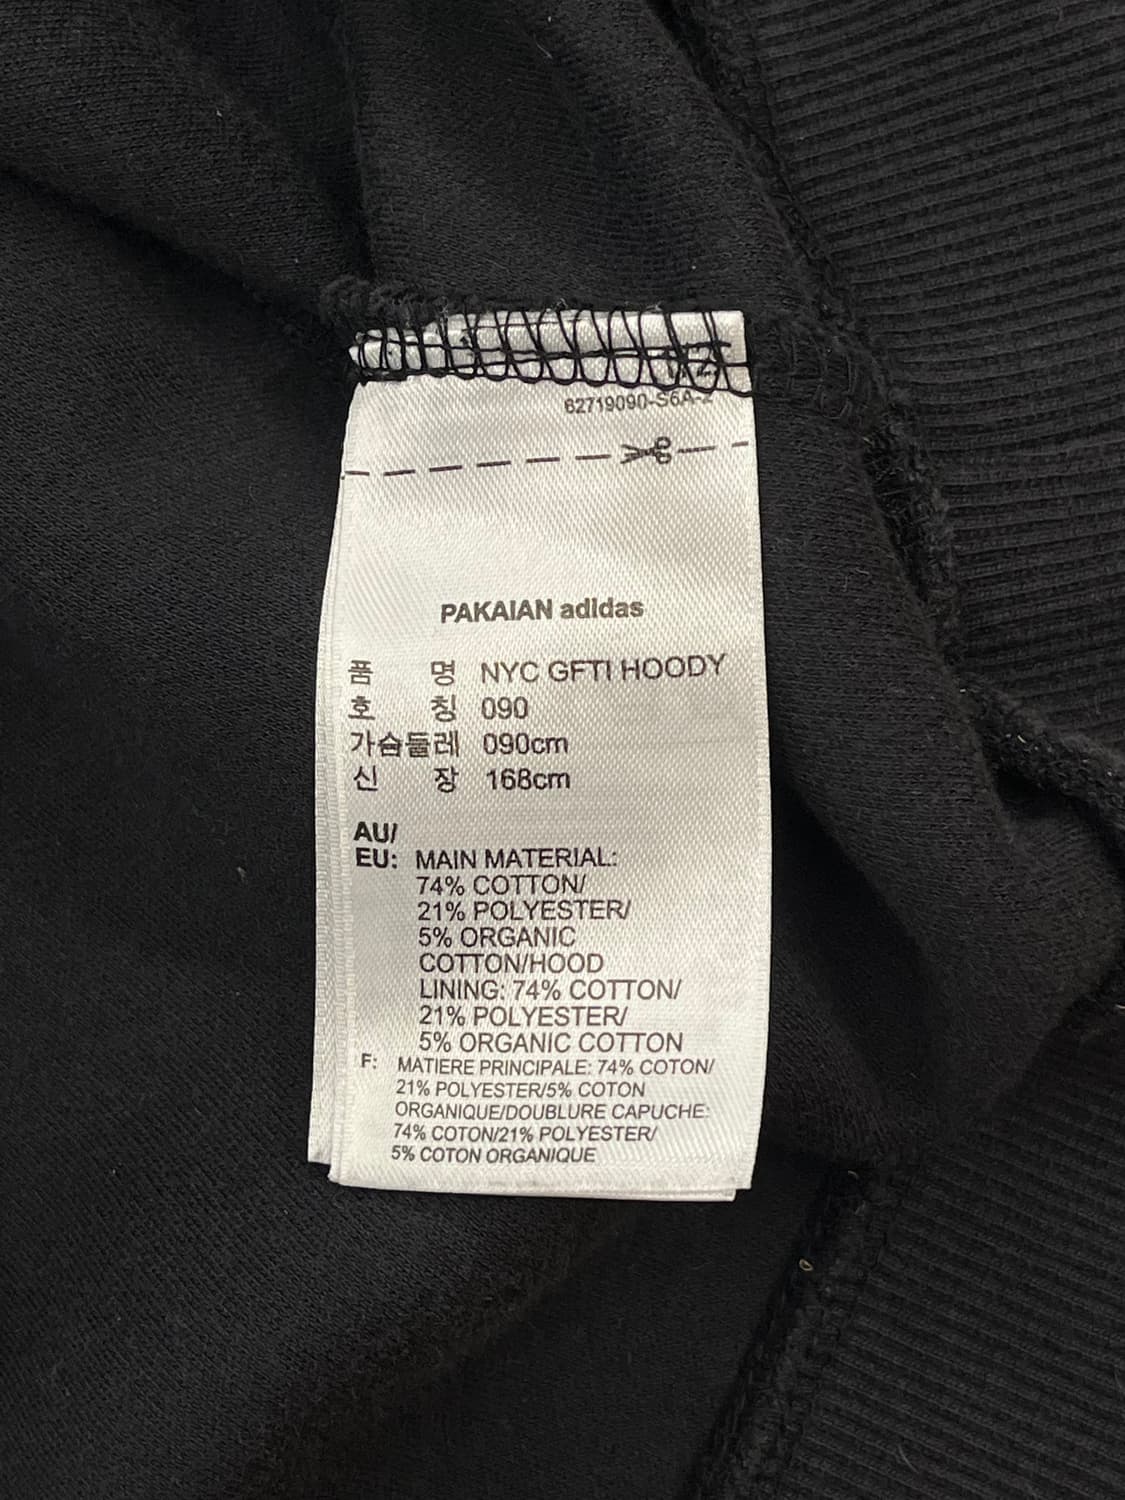 62719090-S6A-2
PAKAIAN adidas
품 명 NYC GFTI HOODY
호 칭 090
가슴둘레 090cm
신 장 168cm
AU/
EU: MAIN MATERIAL:
74% COTTON/
21% POLYESTER/
5% ORGANIC
COTTON/HOOD
LINING: 74% COTTON/
21% POLYESTER/
5% ORGANIC COTTON
F: MATIERE PRINCIPALE: 74% COTON/
21% POLYESTER/5% COTON
ORGANIQUE/DOUBLURE CAPUCHE:
74% COTON/21% POLYESTER/
5% COTON ORGANIQUE